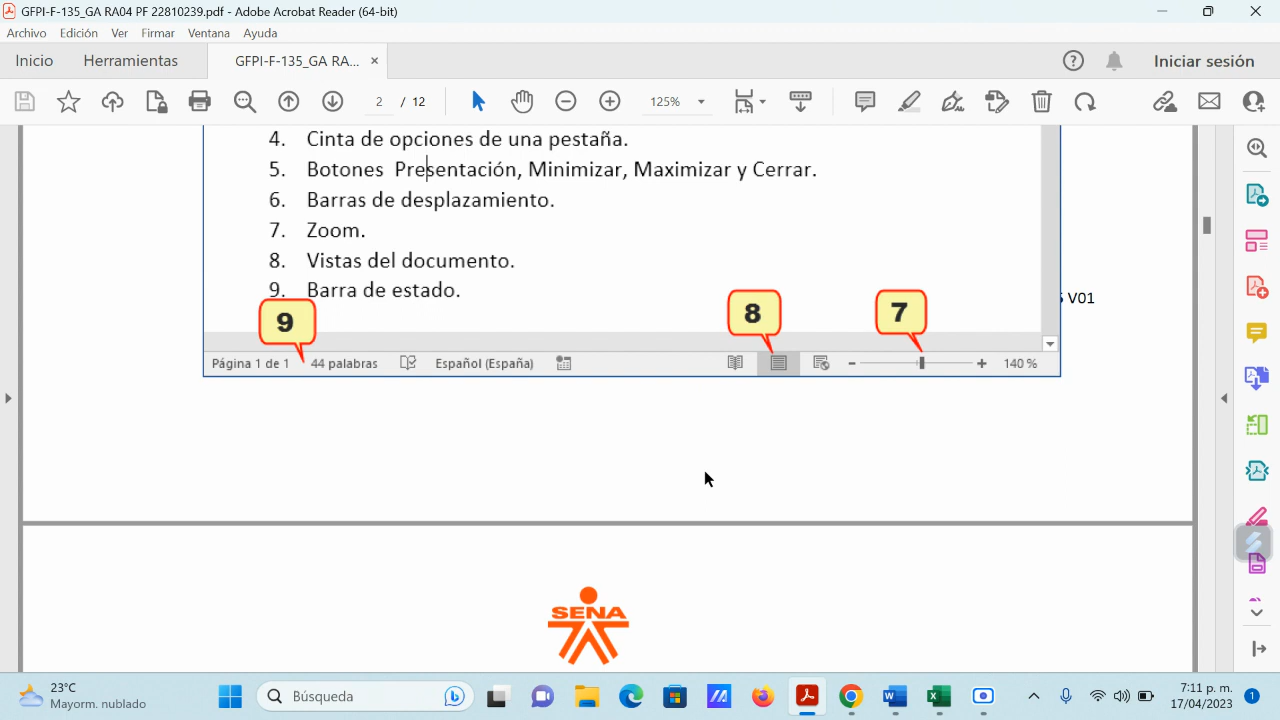 GFPI-F-135_GA RA04 PF 22810239.pdf - Adobe Acrobat Reader (64-bit)
Archivo Edición Ver Firmar Ventana Ayuda
Inicio Herramientas GFPI-F-135_GA RA... × Iniciar sesión
2 / 12 125%
4. Cinta de opciones de una pestaña.
5. Botones Presentación, Minimizar, Maximizar y Cerrar.
6. Barras de desplazamiento.
7. Zoom.
8. Vistas del documento.
9. Barra de estado.
V01
9 8 7
Página 1 de 1 44 palabras Español (España) 140 %
SENA
23°C
Mayorm. nublado
Búsqueda
7:11 p. m.
17/04/2023
1